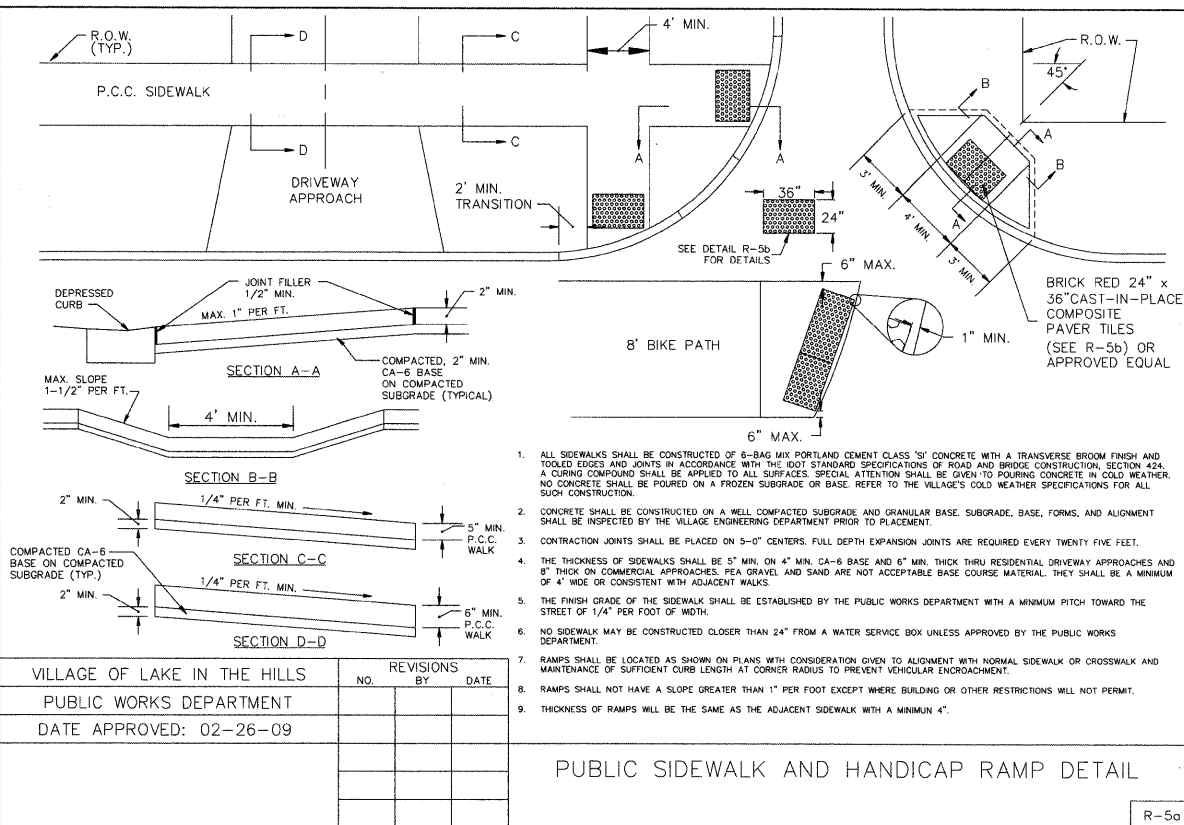 R.O.W.
(TYP.)
D
C
4' MIN.
R.O.W.
45°
P.C.C. SIDEWALK
B
A
A
A
B
D
C
DRIVEWAY
APPROACH
2' MIN.
TRANSITION
36"
24"
3' MIN.
4' MIN.
3' MIN.
A
SEE DETAIL R-5b
FOR DETAILS
BRICK RED 24" x
36"CAST-IN-PLACE
COMPOSITE
PAVER TILES
(SEE R-5b) OR
APPROVED EQUAL
6" MAX.
8' BIKE PATH
1" MIN.
6" MAX.
DEPRESSED
CURB
JOINT FILLER
1/2" MIN.
MAX. 1" PER FT.
2" MIN.
SECTION A-A
COMPACTED, 2" MIN.
CA-6 BASE
ON COMPACTED
SUBGRADE (TYPICAL)
MAX. SLOPE
1-1/2" PER FT.
4' MIN.
SECTION B-B
2" MIN.
1/4" PER FT. MIN.
5" MIN.
P.C.C.
WALK
SECTION C-C
COMPACTED CA-6
BASE ON COMPACTED
SUBGRADE (TYP.)
2" MIN.
1/4" PER FT. MIN.
6" MIN.
P.C.C.
WALK
SECTION D-D
1. ALL SIDEWALKS SHALL BE CONSTRUCTED OF 6-BAG MIX PORTLAND CEMENT CLASS 'SI' CONCRETE WITH A TRANSVERSE BROOM FINISH AND
TOOLED EDGES AND JOINTS IN ACCORDANCE WITH THE IDOT STANDARD SPECIFICATIONS OF ROAD AND BRIDGE CONSTRUCTION, SECTION 424.
A CURING COMPOUND SHALL BE APPLIED TO ALL SURFACES. SPECIAL ATTENTION SHALL BE GIVEN TO POURING CONCRETE IN COLD WEATHER.
NO CONCRETE SHALL BE POURED ON A FROZEN SUBGRADE OR BASE. REFER TO THE VILLAGE'S COLD WEATHER SPECIFICATIONS FOR ALL
SUCH CONSTRUCTION.
2. CONCRETE SHALL BE CONSTRUCTED ON A WELL COMPACTED SUBGRADE AND GRANULAR BASE. SUBGRADE, BASE, FORMS, AND ALIGNMENT
SHALL BE INSPECTED BY THE VILLAGE ENGINEERING DEPARTMENT PRIOR TO PLACEMENT.
3. CONTRACTION JOINTS SHALL BE PLACED ON 5-0" CENTERS. FULL DEPTH EXPANSION JOINTS ARE REQUIRED EVERY TWENTY FIVE FEET.
4. THE THICKNESS OF SIDEWALKS SHALL BE 5" MIN. ON 4" MIN. CA-6 BASE AND 6" MIN. THICK THRU RESIDENTIAL DRIVEWAY APPROACHES AND
8" THICK ON COMMERCIAL APPROACHES. PEA GRAVEL AND SAND ARE NOT ACCEPTABLE BASE COURSE MATERIAL. THEY SHALL BE A MINIMUM
OF 4' WIDE OR CONSISTENT WITH ADJACENT WALKS.
5. THE FINISH GRADE OF THE SIDEWALK SHALL BE ESTABLISHED BY THE PUBLIC WORKS DEPARTMENT WITH A MINIMUM PITCH TOWARD THE
STREET OF 1/4" PER FOOT OF WIDTH.
6. NO SIDEWALK MAY BE CONSTRUCTED CLOSER THAN 24" FROM A WATER SERVICE BOX UNLESS APPROVED BY THE PUBLIC WORKS
DEPARTMENT.
7. RAMPS SHALL BE LOCATED AS SHOWN ON PLANS WITH CONSIDERATION GIVEN TO ALIGNMENT WITH NORMAL SIDEWALK OR CROSSWALK AND
MAINTENANCE OF SUFFICENT CURB LENGTH AT CORNER RADIUS TO PREVENT VEHICULAR ENCROACHMENT.
8. RAMPS SHALL NOT HAVE A SLOPE GREATER THAN 1" PER FOOT EXCEPT WHERE BUILDING OR OTHER RESTRICTIONS WILL NOT PERMIT.
9. THICKNESS OF RAMPS WILL BE THE SAME AS THE ADJACENT SIDEWALK WITH A MINIMUN 4".
VILLAGE OF LAKE IN THE HILLS
PUBLIC WORKS DEPARTMENT
DATE APPROVED: 02-26-09
REVISIONS
NO. BY DATE
PUBLIC SIDEWALK AND HANDICAP RAMP DETAIL
R-5a